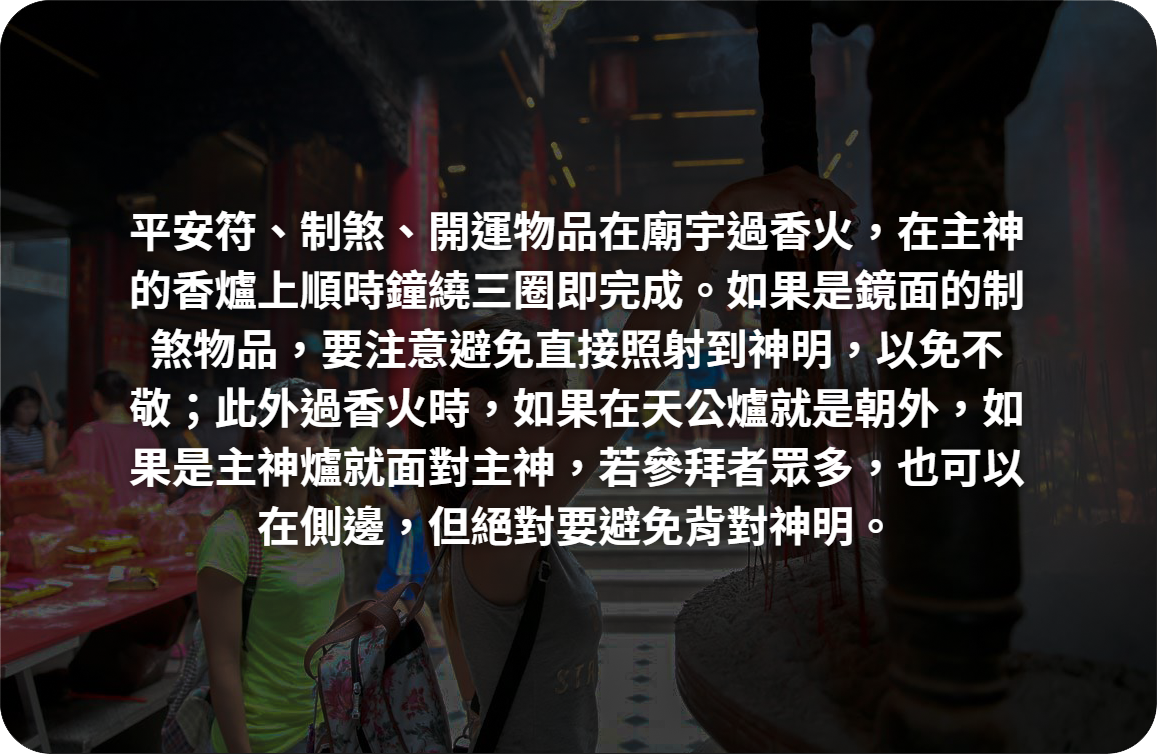 平安符、制煞、開運物品在廟宇過香火，在主神
的香爐上順時鐘繞三圈即完成。如果是鏡面的制
煞物品，要注意避免直接照射到神明，以免不
敬；此外過香火時，如果在天公爐就是朝外，如
果是主神爐就面對主神，若參拜者眾多，也可以
在側邊，但絕對要避免背對神明。